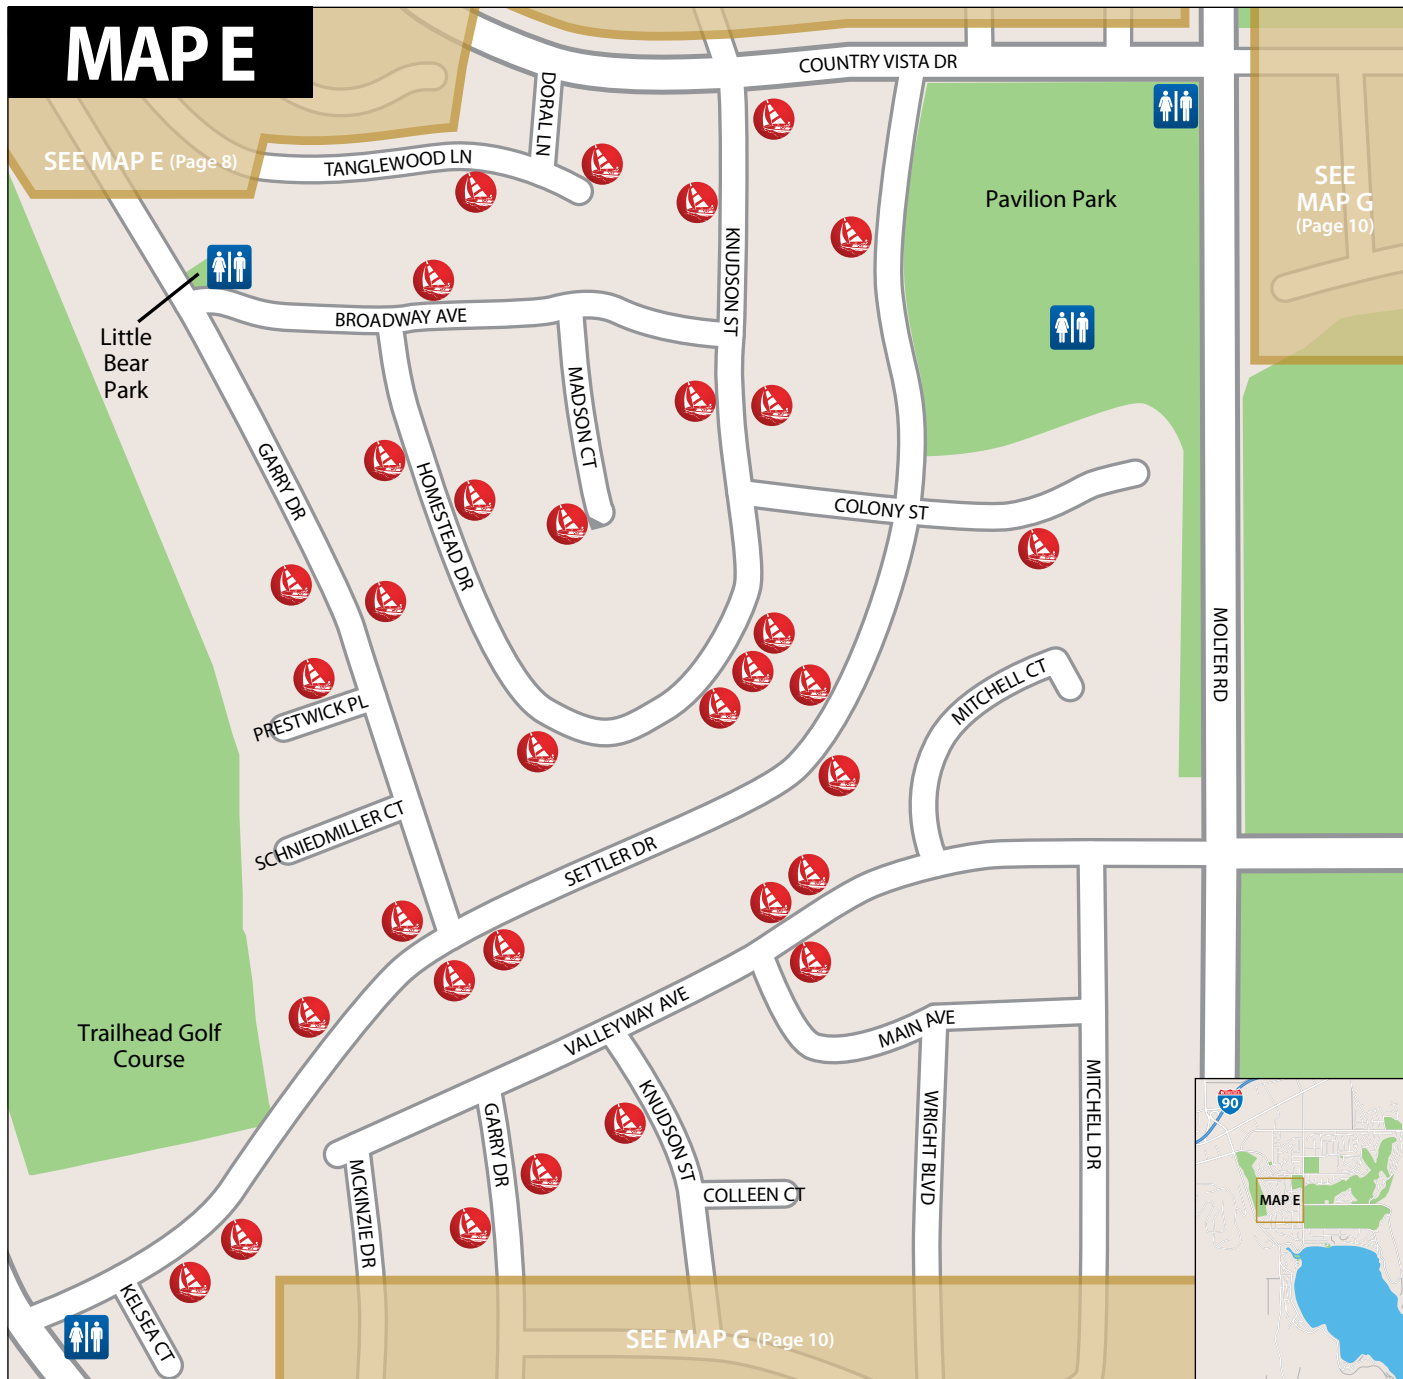 MAP E
COUNTRY VISTA DR
DORAL LN
SEE MAP E (Page 8)
TANGLEWOOD LN
Pavilion Park
SEE
MAP G
(Page 10)
KNUDSON ST
BROADWAY AVE
Little
Bear
Park
MADSON CT
GARRY DR
HOMESTEAD DR
COLONY ST
MOLTER RD
MITCHELL CT
PRESTWICK PL
SCHNIEDMILLER CT
SETTLER DR
Trailhead Golf
Course
VALLEYWAY AVE
MAIN AVE
KNUDSON ST
GARRY DR
WRIGHT BLVD
MITCHELL DR
MCKINZIE DR
COLLEEN CT
KELSEA CT
SEE MAP G (Page 10)
90
MAP E